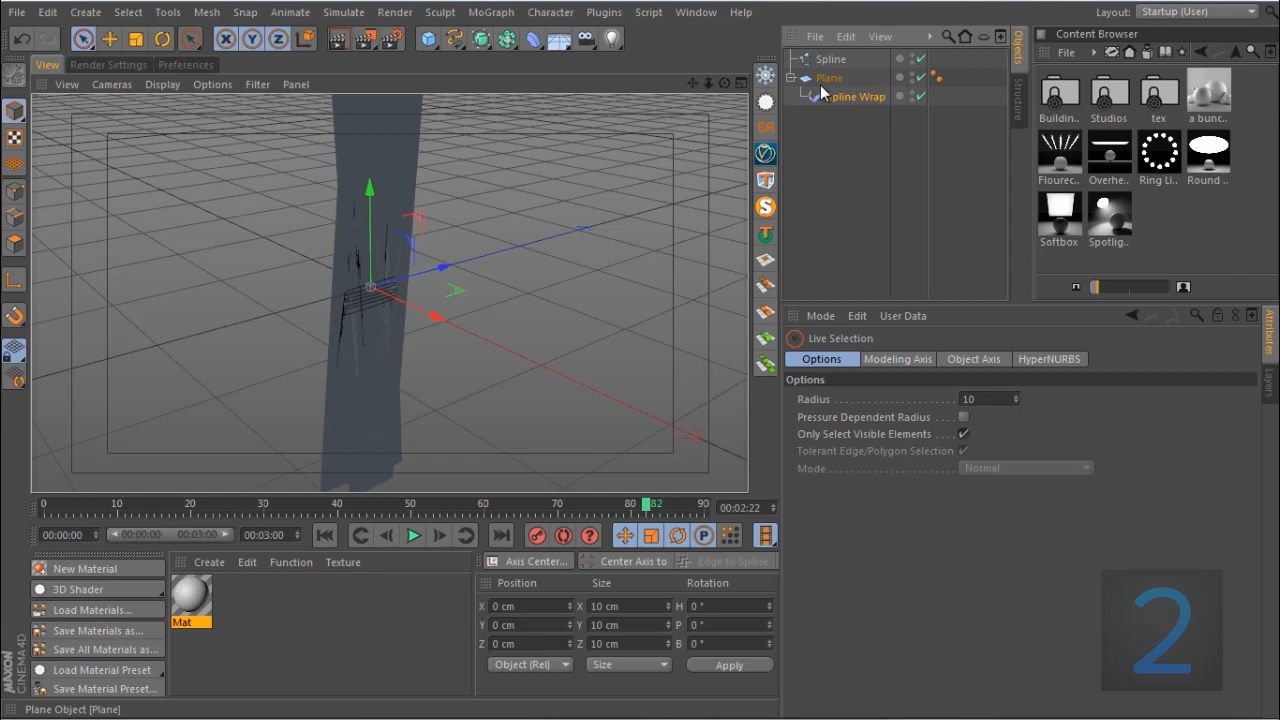 File Edit Create Select Tools Mesh Snap Animate Simulate Render Sculpt MoGraph Character Plugins Script Window Help
Layout: Startup (User)
X Y Z
View Render Settings Preferences
View Cameras Display Options Filter Panel
File Edit View
Spline
Plane
Spline Wrap
Objects
Structure
Content Browser
File
Buildin.. Studios tex a bunc..
Flourec.. Overhe.. Ring Li.. Round ..
Softbox Spotlig..
SR
S
Mode Edit User Data
Live Selection
Options Modeling Axis Object Axis HyperNURBS
Options
Radius 10
Pressure Dependent Radius
Only Select Visible Elements
Tolerant Edge/Polygon Selection
Mode Normal
Attributes
Layers
0 10 20 30 40 50 60 70 80 82 90 00:02:22
00:00:00 00:00:00 00:03:00 00:03:00
P
New Material
3D Shader
Load Materials...
Save Materials as...
Save All Materials as...
Load Material Preset
Save Material Preset...
Create Edit Function Texture
Mat
Axis Center... Center Axis to Edge to Spline
Position Size Rotation
X 0 cm X 10 cm H 0 °
Y 0 cm Y 10 cm P 0 °
Z 0 cm Z 10 cm B 0 °
Object (Rel) Size Apply
MAXON
CINEMA 4D
2
Plane Object [Plane]